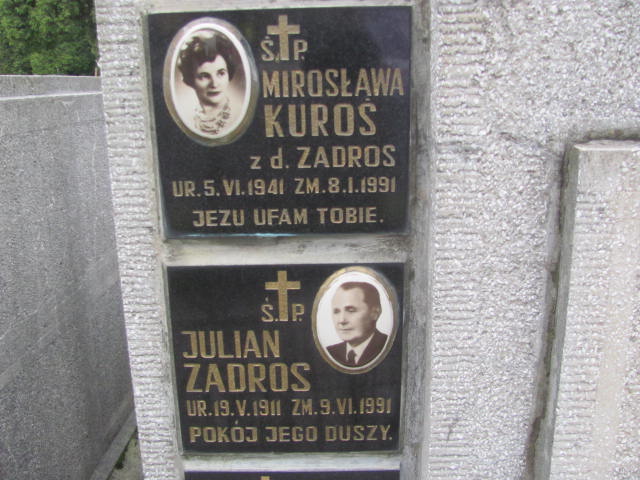 Ś.P.
MIROSŁAWA
KUROŚ
z d. ZADROS
UR.5.VI.1941 ZM.8.I.1991
JEZU UFAM TOBIE.
Ś.P.
JULIAN
ZADROS
UR.19.V.1911 ZM.9.VI.1991
POKÓJ JEGO DUSZY.